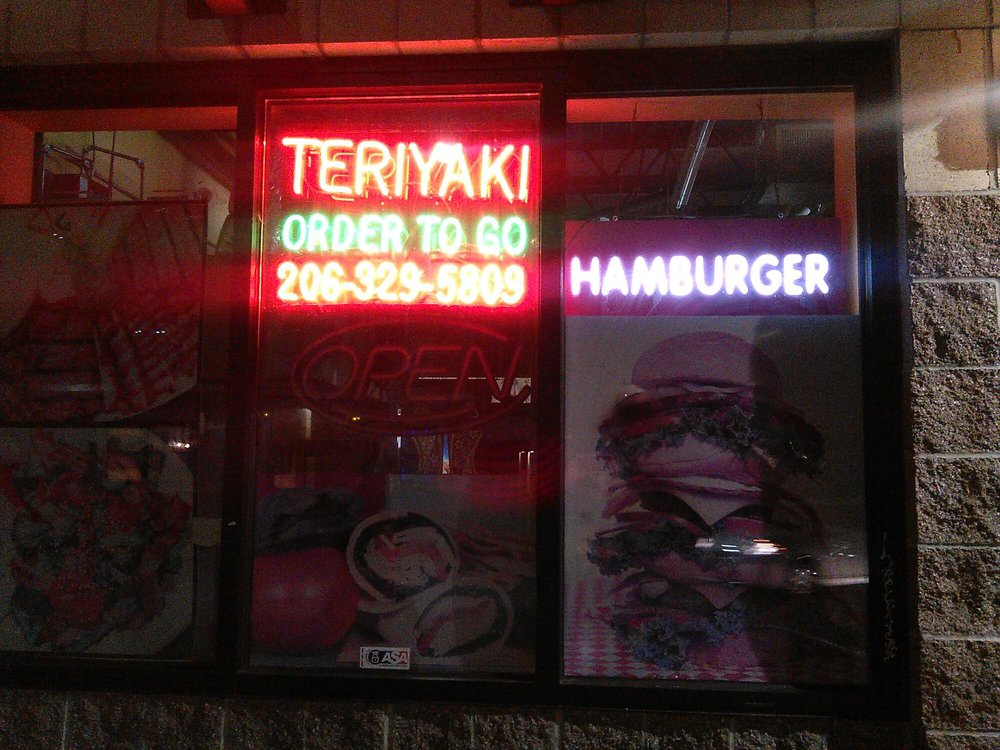 TERIYAKI
ORDER TO GO
206-329-5809
HAMBURGER
OPEN
ASA